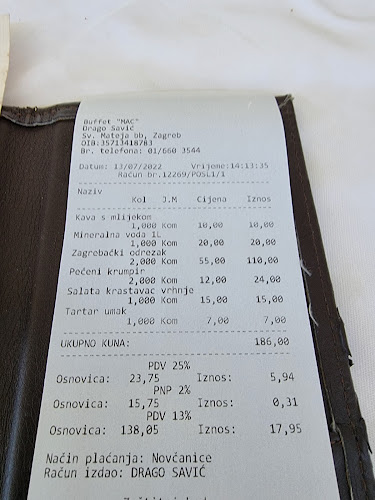 Buffet "MAC"
Drago Savić
Sv. Mateja bb, Zagreb
OIB:35713418783
Br. telefona: 01/660 3544
Datum: 13/07/2022 Vrijeme:14:13:35
Račun br.12269/POSL1/1
Naziv
Kol J.M Cijena Iznos
Kava s mlijekom
1,000 Kom 10,00 10,00
Mineralna voda 1L
1,000 Kom 20,00 20,00
Zagrebački odrezak
2,000 Kom 55,00 110,00
Pečeni krumpir
2,000 Kom 12,00 24,00
Salata krastavac vrhnje
1,000 Kom 15,00 15,00
Tartar umak
1,000 Kom 7,00 7,00
UKUPNO KUNA: 186,00
PDV 25%
Osnovica: 23,75 Iznos: 5,94
PNP 2%
Osnovica: 15,75 Iznos: 0,31
PDV 13%
Osnovica: 138,05 Iznos: 17,95
Način plaćanja: Novčanice
Račun izdao: DRAGO SAVIĆ